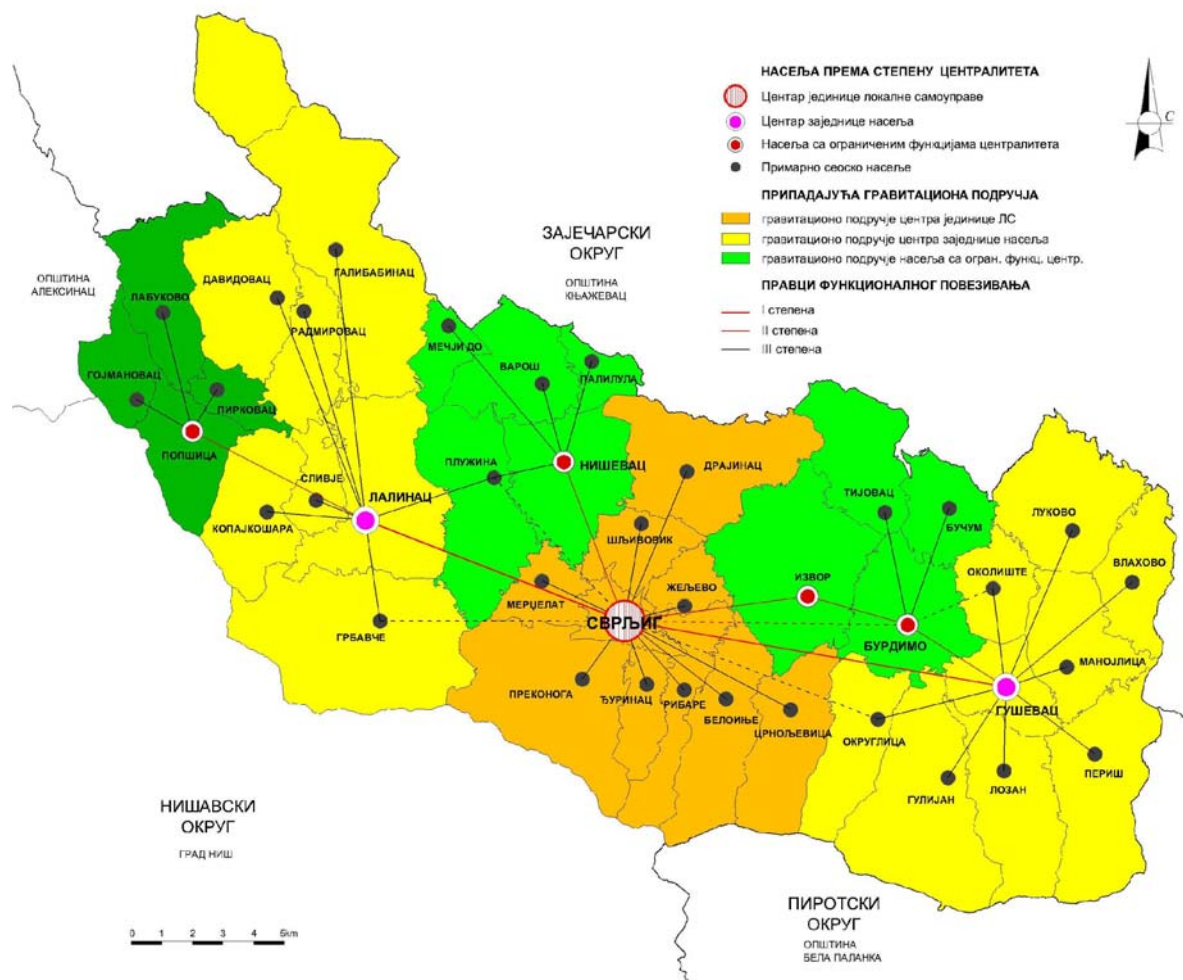 НАСЕЉА ПРЕМА СТЕПЕНУ ЦЕНТРАЛИТЕТА
Центар јединице локалне самоуправе
Центар заједнице насеља
Насеља са ограниченим функцијама централитета
Примарно сеоско насеље
ПРИПАДАЈУЋА ГРАВИТАЦИОНА ПОДРУЧЈА
гравитационо подручје центра јединице ЛС
гравитационо подручје центра заједнице насеља
гравитационо подручје насеља са огран. функц. центр.
ПРАВЦИ ФУНКЦИОНАЛНОГ ПОВЕЗИВАЊА
I степена
II степена
III степена
С
ЗАЈЕЧАРСКИ
ОКРУГ
ОПШТИНА
КЊАЖЕВАЦ
ОПШТИНА
АЛЕКСИНАЦ
ДАВИДОВАЦ
ГАЛИБАБИНАЦ
ЛАБУКОВО
РАДМИРОВАЦ
МЕЧЈИ ДО
ВАРОШ
ПАЛИЛУЛА
ГОЈМАНОВАЦ
ПИРКОВАЦ
ПОПШИЦА
ПЛУЖИНА
НИШЕВАЦ
ДРАЈИНАЦ
СЛИВЈЕ
ЛАЛИНАЦ
КОПАЈКОШАРА
ТИЈОВАЦ
БУЧУМ
ЛУКОВО
ШЉИВОВИК
ОКОЛИШТЕ
ВЛАХОВО
ИЗВОР
ЖЕЉЕВО
МЕРЏЕЛАТ
СВРЉИГ
ГРБАВЧЕ
БУРДИМО
МАНОЈЛИЦА
ПРЕКОНОГА
ЂУРИНАЦ
РИБАРЕ
БЕЛОИЊЕ
ЦРНОЉЕВИЦА
ГУШЕВАЦ
ОКРУГЛИЦА
ГУЛИЈАН
ЛОЗАН
ПЕРИШ
НИШАВСКИ
ОКРУГ
ГРАД НИШ
ПИРОТСКИ
ОКРУГ
ОПШТИНА
БЕЛА ПАЛАНКА
0 1 2 3 4 5km